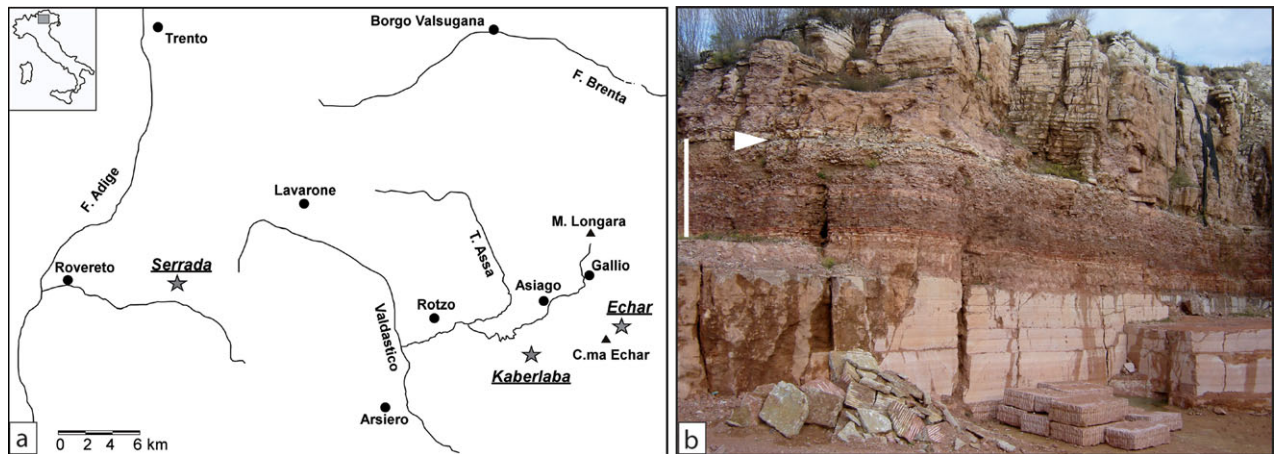 Trento
Borgo Valsugana
F. Brenta
F. Adige
Lavarone
T. Assa
M. Longara
Rovereto
Serrada
Gallio
Asiago
Rotzo
Echar
Valdastico
C.ma Echar
Kaberlaba
Arsiero
0 2 4 6 km
a
b